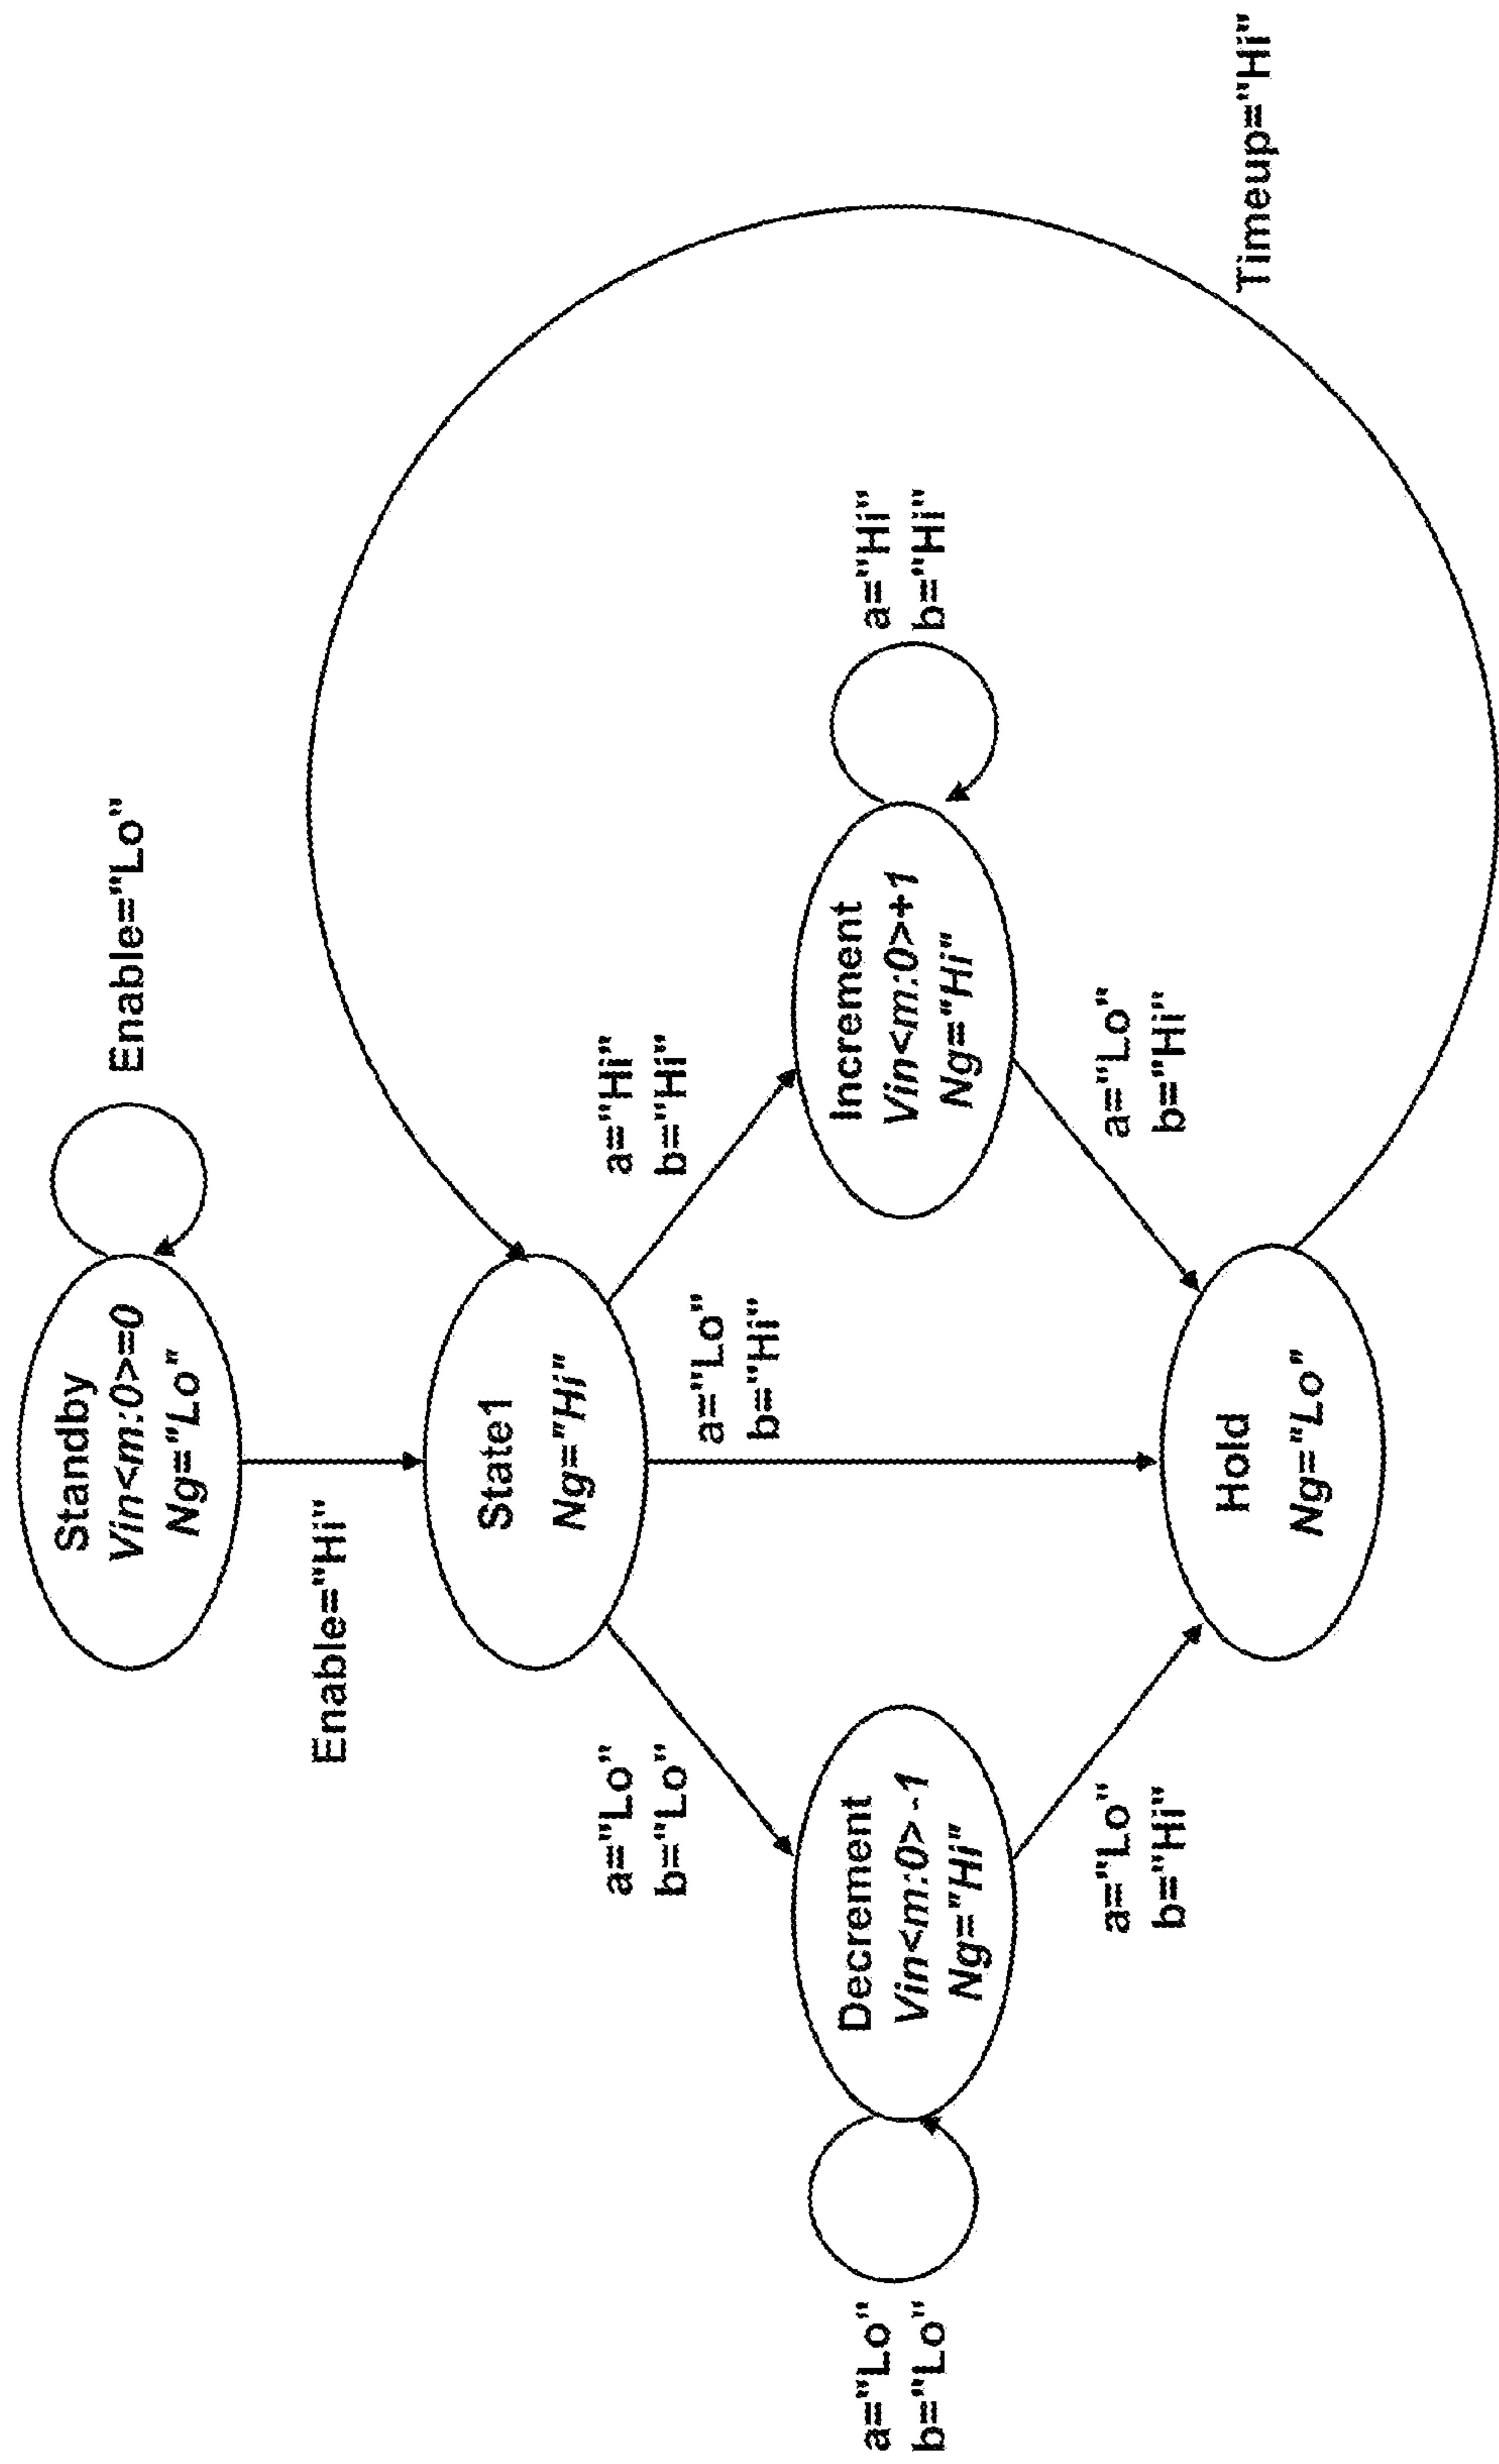 Standby
Vin<m:0>=0
Ng="Lo"
Enable="Lo"
Enable="Hi"
State1
Ng="Hi"
a="Lo"
b="Lo"
a="Lo"
b="Hi"
a="Hi"
b="Hi"
a="Lo"
b="Lo"
Decrement
Vin<m:0>-1
Ng="Hi"
Increment
Vin<m:0>+1
Ng="Hi"
a="Hi"
b="Hi"
a="Lo"
b="Hi"
a="Lo"
b="Hi"
Hold
Ng="Lo"
Timeup="Hi"